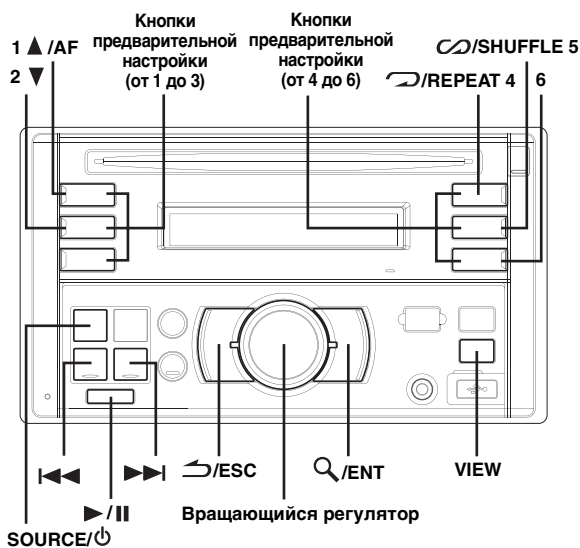 1 ▲ /AF
2 ▼
Кнопки
предварительной
настройки
(от 1 до 3)
Кнопки
предварительной
настройки
(от 4 до 6)
/SHUFFLE 5
/REPEAT 4
6
/ESC
/ENT
VIEW
►/II
Вращающийся регулятор
SOURCE/